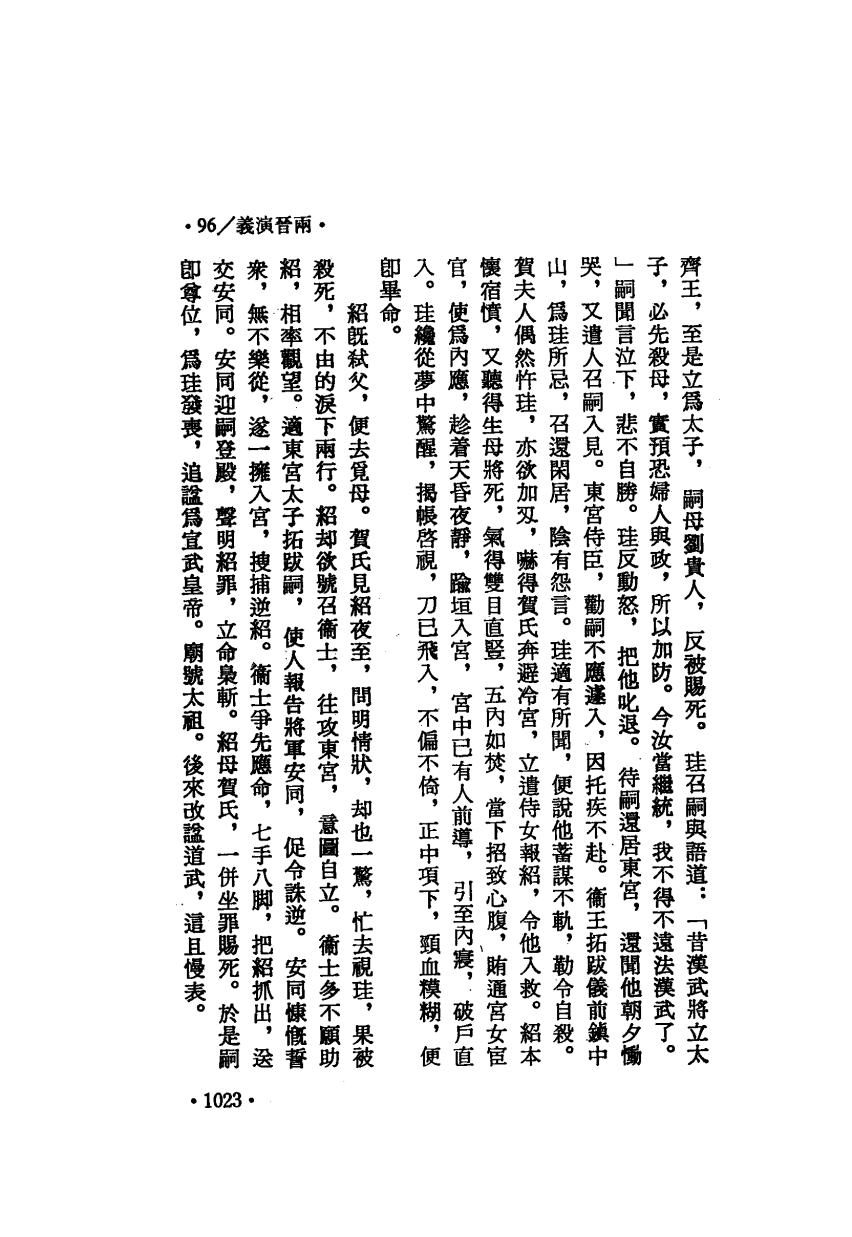 ·96／義演晉兩·
齊王，至是立爲太子，嗣母劉貴人，反被賜死。珪召嗣與語道：「昔漢武將立太
子，必先殺母，實預恐婦人與政，所以加防。今汝當繼統，我不得不遠法漢武了。
」嗣聞言泣下，悲不自勝。珪反動怒，把他叱退。待嗣還居東宮，還聞他朝夕慟
哭，又遣人召嗣入見。東宮侍臣，勸嗣不應遽入，因托疾不赴。衞王拓跋儀前鎮中
山，爲珪所忌，召還閑居，陰有怨言。珪適有所聞，便說他蓄謀不軌，勒令自殺。
賀夫人偶然忤珪，亦欲加刄，嚇得賀氏奔避冷宮，立遣侍女報紹，令他入救。紹本
懷宿憤，又聽得生母將死，氣得雙目直豎，五內如焚，當下招致心腹，賄通宮女宦
官，使爲內應，趁着天昏夜靜，踰垣入宮，宮中已有人前導，引至內寢，破戶直
入。珪纔從夢中驚醒，揭帳啓視，刀已飛入，不偏不倚，正中項下，頸血模糊，便
卽畢命。
紹旣弒父，便去覓母。賀氏見紹夜至，問明情狀，却也一驚，忙去視珪，果被
殺死，不由的淚下兩行。紹却欲號召衞士，往攻東宮，意圖自立。衞士多不願助
紹，相率觀望。適東宮太子拓跋嗣，使人報告將軍安同，促令誅逆。安同慷慨誓
衆，無不樂從，遂一擁入宮，搜捕逆紹。衞士爭先應命，七手八脚，把紹抓出，送
交安同。安同迎嗣登殿，聲明紹罪，立命梟斬。紹母賀氏，一併坐罪賜死。於是嗣
卽尊位，爲珪發喪，追諡爲宣武皇帝。廟號太祖。後來改諡道武，這且慢表。
·1023·